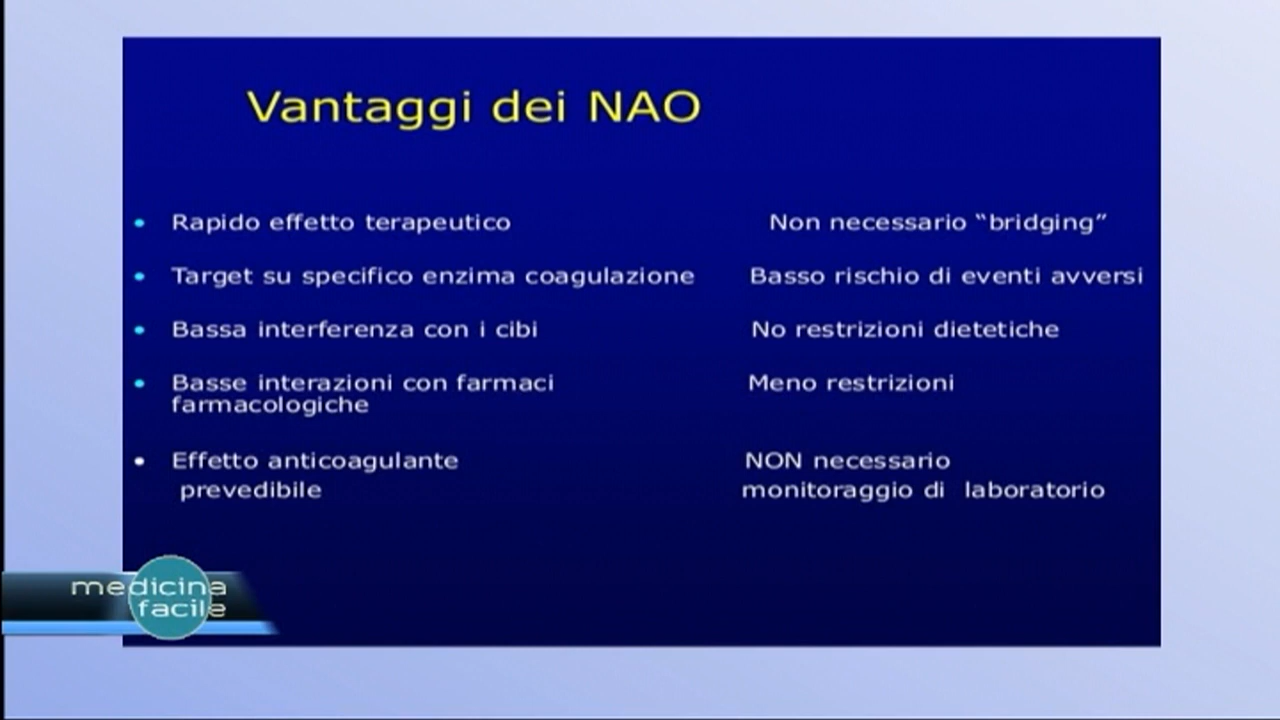 Vantaggi dei NAO
• Rapido effetto terapeutico Non necessario “bridging”
• Target su specifico enzima coagulazione Basso rischio di eventi avversi
• Bassa interferenza con i cibi No restrizioni dietetiche
• Basse interazioni con farmaci Meno restrizioni
farmacologiche
• Effetto anticoagulante NON necessario
prevedibile monitoraggio di laboratorio
medicina
facile